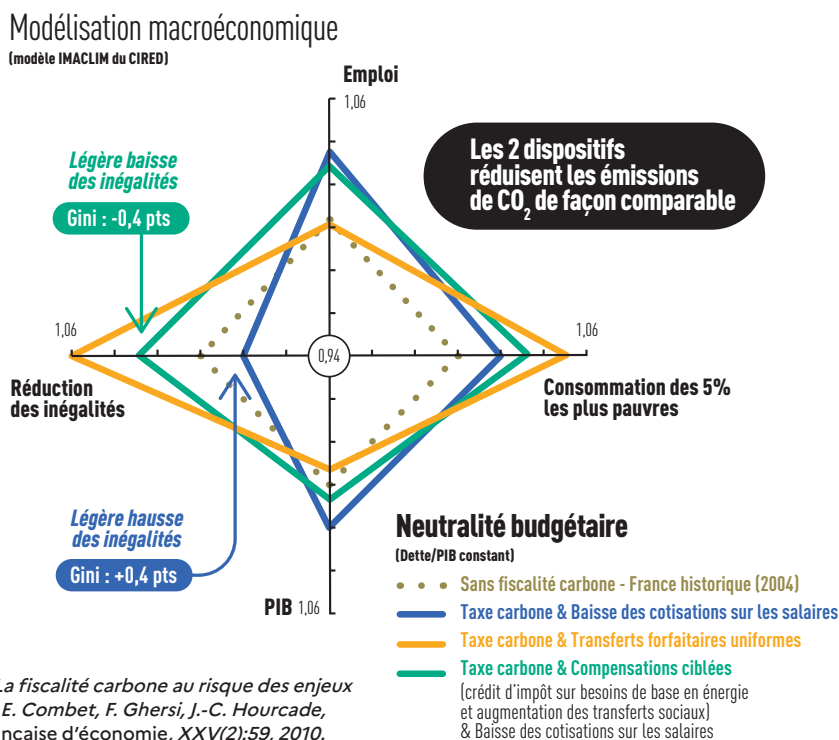 Modélisation macroéconomique
(modèle IMACLIM du CIRED)
Emploi
1,06
Les 2 dispositifs
réduisent les émissions
de CO2 de façon comparable
Légère baisse
des inégalités
Gini : -0,4 pts
1,06
0,94
1,06
Réduction
des inégalités
Consommation des 5%
les plus pauvres
Légère hausse
des inégalités
Gini : +0,4 pts
PIB 1,06
Neutralité budgétaire
(Dette/PIB constant)
Sans fiscalité carbone - France historique (2004)
Taxe carbone & Baisse des cotisations sur les salaires
Taxe carbone & Transferts forfaitaires uniformes
Taxe carbone & Compensations ciblées
(crédit d'impôt sur besoins de base en énergie
et augmentation des transferts sociaux)
& Baisse des cotisations sur les salaires
La fiscalité carbone au risque des enjeux
E. Combet, F. Ghersi, J.-C. Hourcade,
nçaise d'économie, XXV(2):59, 2010.